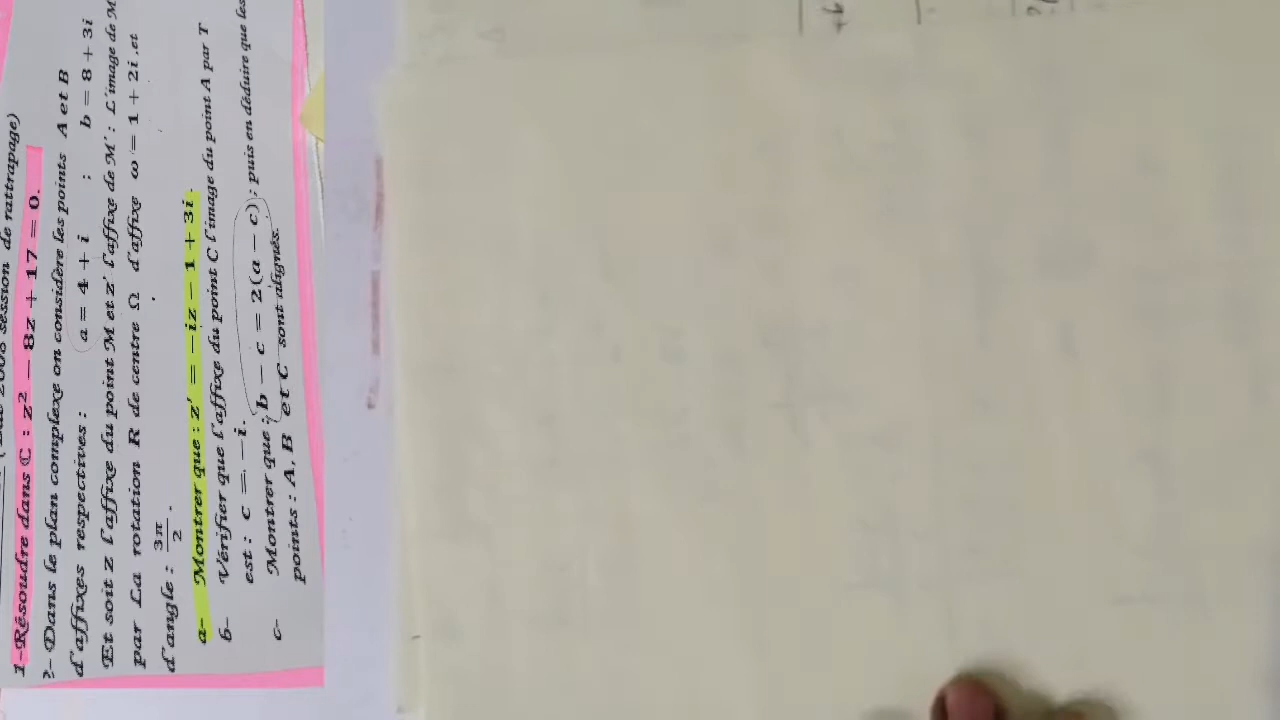 2008 session de rattrapage)
1-Résoudre dans ℂ : z² − 8z + 17 = 0.
2- Dans le plan complexe on considère les points A et B
d'affixes respectives : a = 4 + i : b = 8 + 3i
Et soit z l'affixe du point M et z' l'affixe de M' : L'image de M
par La rotation R de centre Ω d'affixe ω = 1 + 2i .et
d'angle : 3π/2 .
a- Montrer que : z' = −iz − 1 + 3i .
b- Vérifier que l'affixe du point C l'image du point A par T
est : c = −i.
c- Montrer que : b − c = 2(a − c) ; puis en déduire que les
points : A, B et C sont alignés.